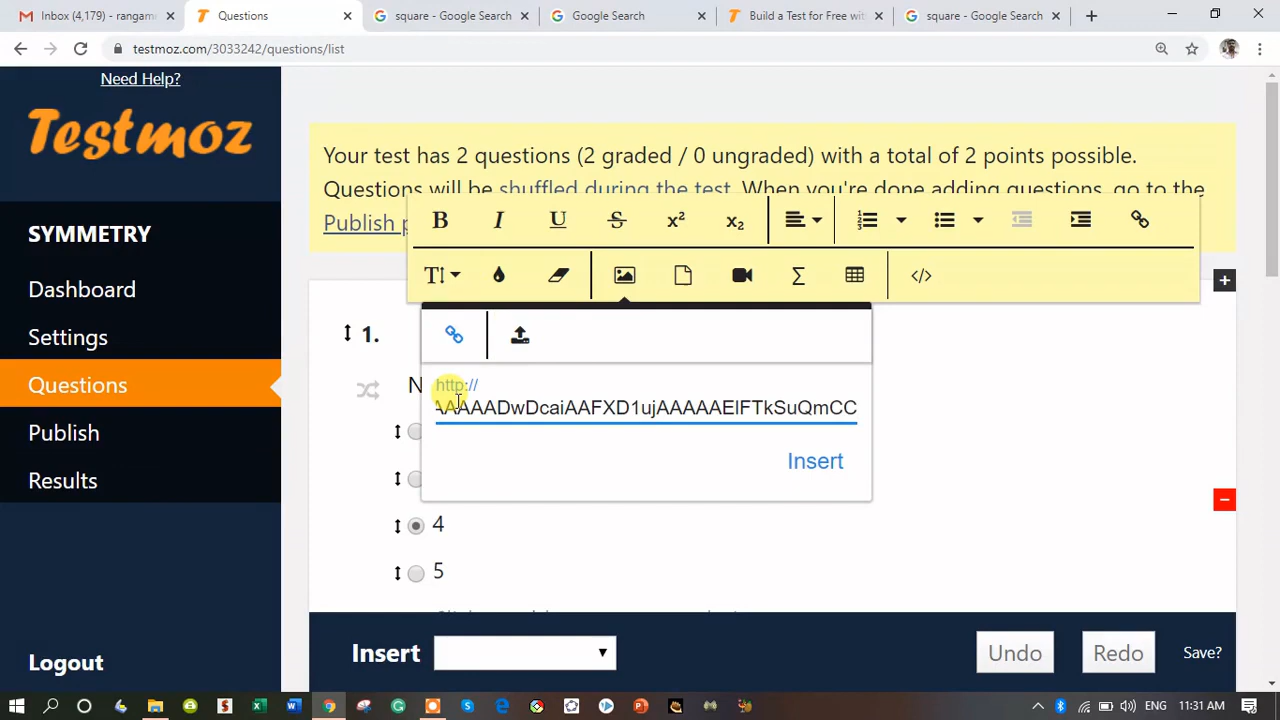 Inbox (4,179) - rangam
Questions
square - Google Search
Google Search
Build a Test for Free wit
square - Google Search
testmoz.com/3033242/questions/list
Need Help?
Testmoz
SYMMETRY
Dashboard
Settings
Questions
Publish
Results
Logout
Your test has 2 questions (2 graded / 0 ungraded) with a total of 2 points possible.
Questions will be shuffled during the test. When you're done adding questions, go to the
Publish p
B I U S x² x₂
T
Σ
</>
1.
N
http://
AAAAADwDcaiAAFXD1ujAAAAAElFTkSuQmCC
Insert
4
5
Insert
Undo
Redo
Save?
ENG
11:31 AM